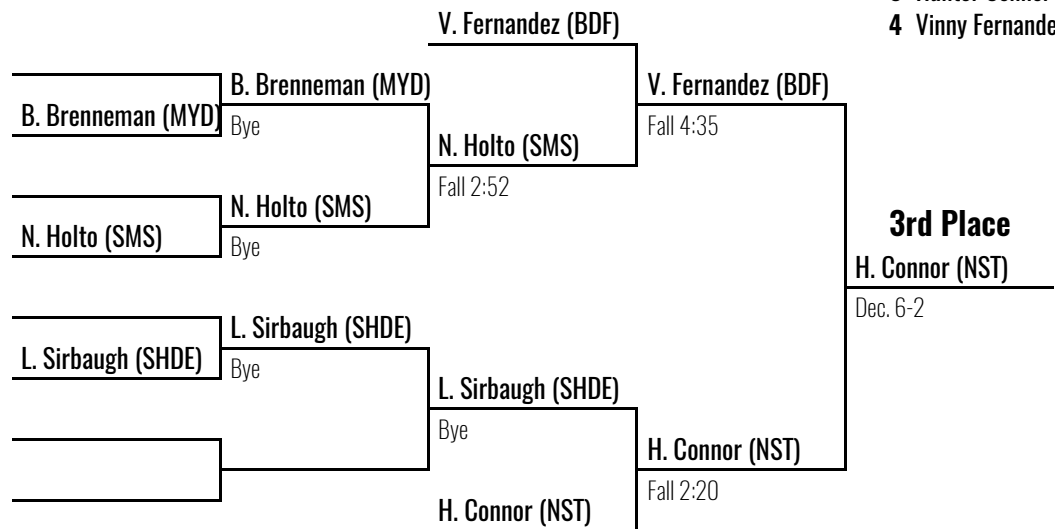 4 Vinny
V. Fernandez (BDF)
B. Brenneman (MYD)
B. Brenneman (MYD)
Bye
V. Fernandez (BDF)
Fall 4:35
N. Holto (SMS)
Fall 2:52
N. Holto (SMS)
N. Holto (SMS)
Bye
3rd Place
H. Connor (NST)
Dec. 6-2
L. Sirbaugh (SHDE)
L. Sirbaugh (SHDE)
Bye
L. Sirbaugh (SHDE)
Bye
H. Connor (NST)
Fall 2:20
H. Connor (NST)